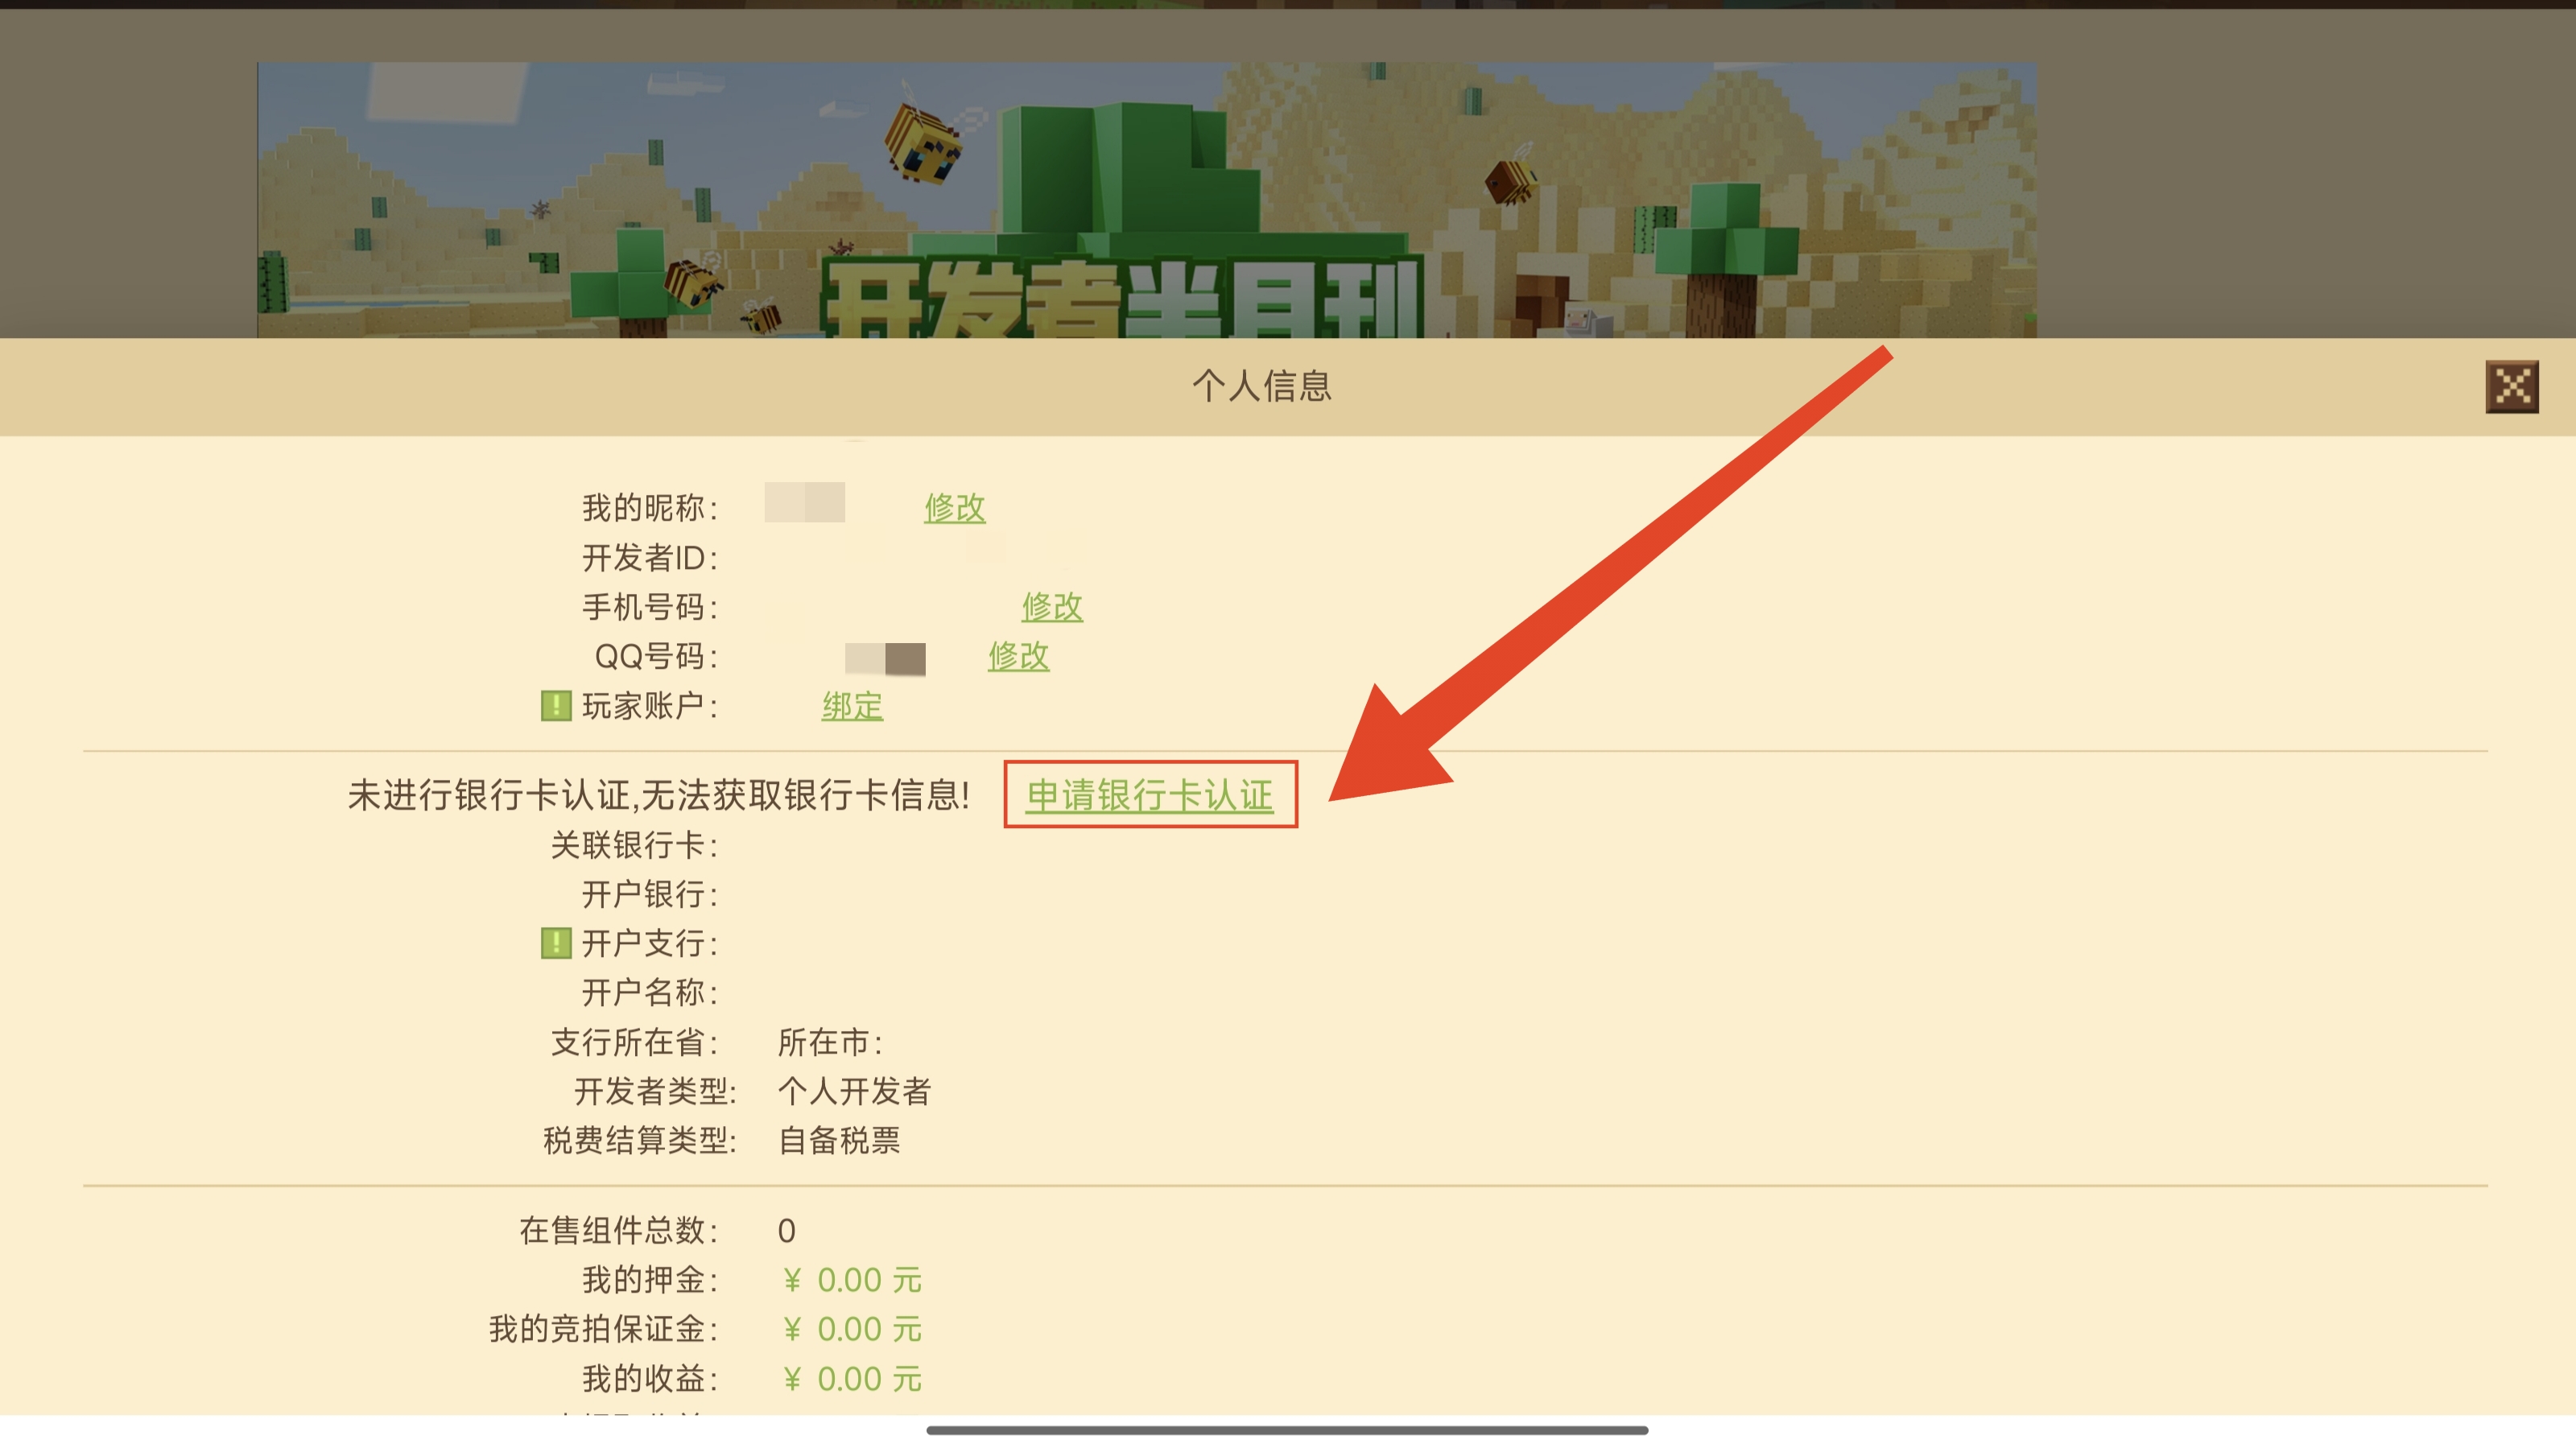 开发者半月刊
个人信息
我的昵称： 修改
开发者ID：
手机号码： 修改
QQ号码： 修改
玩家账户： 绑定
未进行银行卡认证,无法获取银行卡信息! 申请银行卡认证
关联银行卡：
开户银行：
开户支行：
开户名称：
支行所在省： 所在市：
开发者类型: 个人开发者
税费结算类型: 自备税票
在售组件总数： 0
我的押金： ¥ 0.00 元
我的竞拍保证金： ¥ 0.00 元
我的收益： ¥ 0.00 元